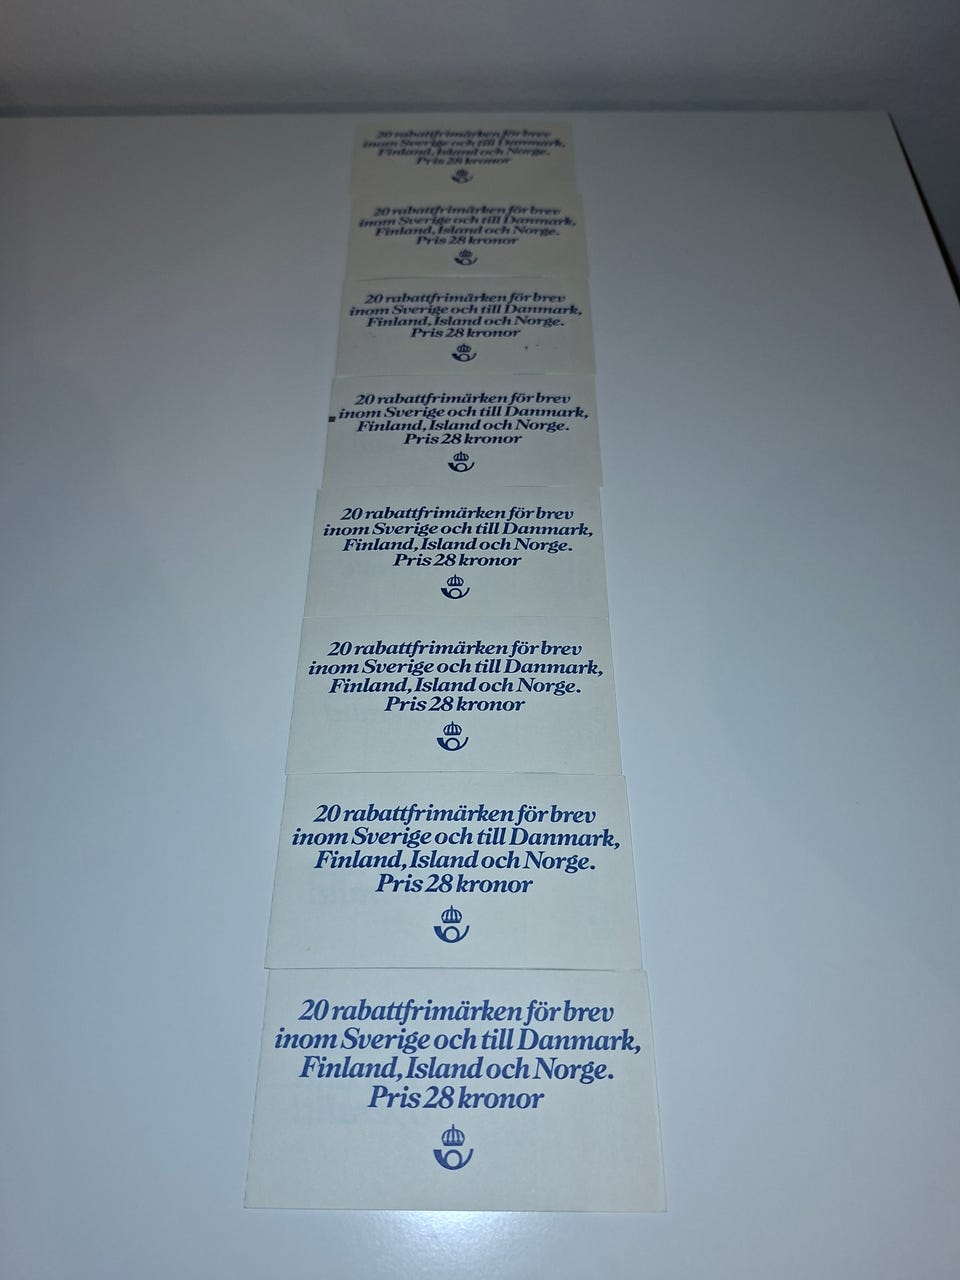 20 rabattfrimärken för brev
inom Sverige och till Danmark,
Finland, Island och Norge.
Pris 28 kronor
20 rabattfrimärken för brev
inom Sverige och till Danmark,
Finland, Island och Norge.
Pris 28 kronor
20 rabattfrimärken för brev
inom Sverige och till Danmark,
Finland, Island och Norge.
Pris 28 kronor
20 rabattfrimärken för brev
inom Sverige och till Danmark,
Finland, Island och Norge.
Pris 28 kronor
20 rabattfrimärken för brev
inom Sverige och till Danmark,
Finland, Island och Norge.
Pris 28 kronor
20 rabattfrimärken för brev
inom Sverige och till Danmark,
Finland, Island och Norge.
Pris 28 kronor
20 rabattfrimärken för brev
inom Sverige och till Danmark,
Finland, Island och Norge.
Pris 28 kronor
20 rabattfrimärken för brev
inom Sverige och till Danmark,
Finland, Island och Norge.
Pris 28 kronor